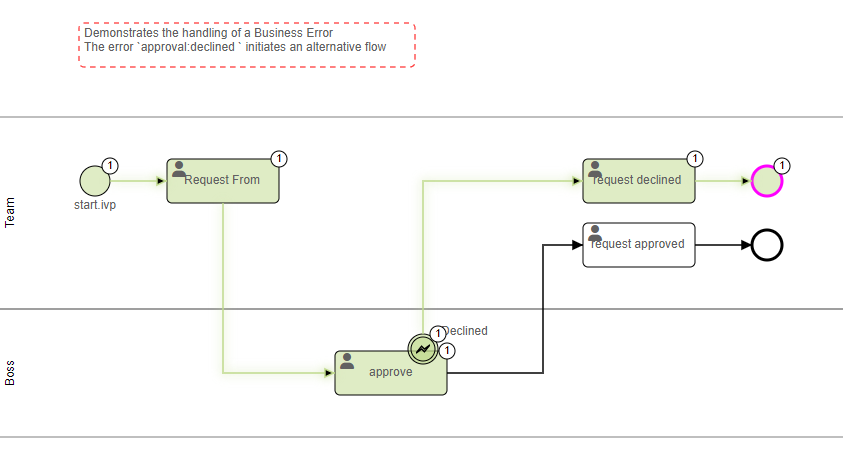 Demonstrates the handling of a Business Error
The error `approval:declined ` initiates an alternative flow
Team
1
start.ivp
1
Request From
1
request declined
1
request approved
Boss
1
Declined
1
approve